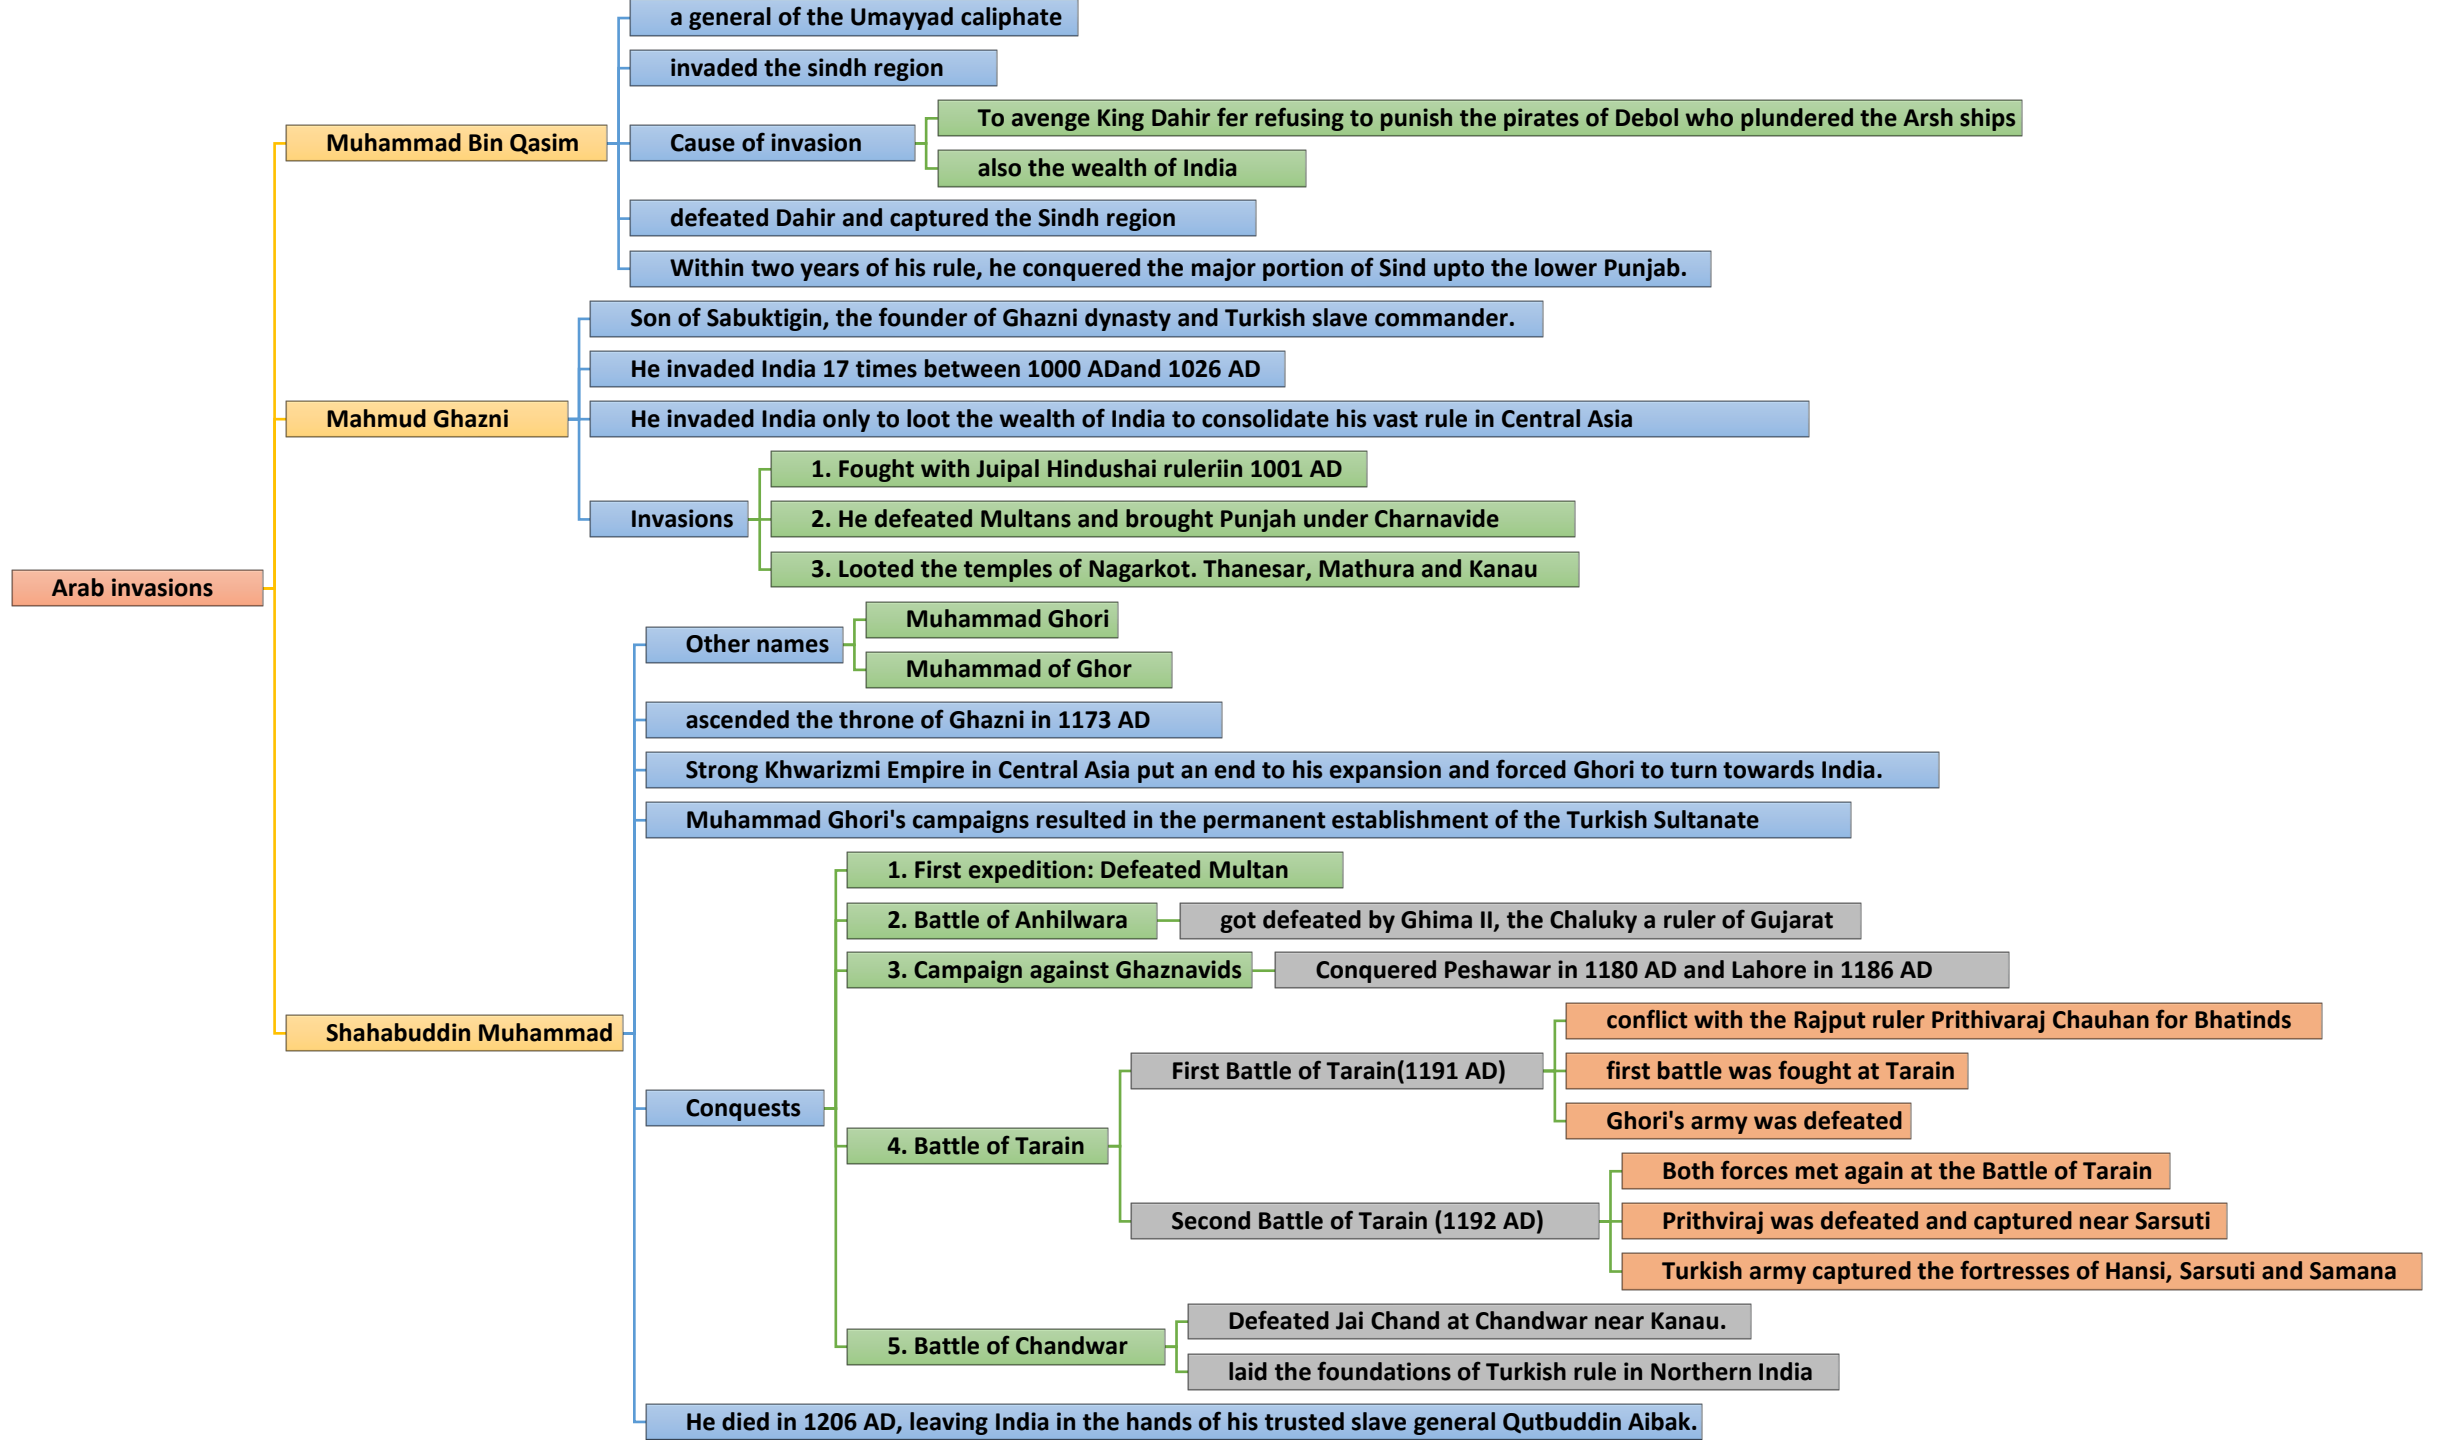 Arab invasions
Muhammad Bin Qasim
a general of the Umayyad caliphate
invaded the sindh region
Cause of invasion
To avenge King Dahir fer refusing to punish the pirates of Debol who plundered the Arsh ships
also the wealth of India
defeated Dahir and captured the Sindh region
Within two years of his rule, he conquered the major portion of Sind upto the lower Punjab.
Mahmud Ghazni
Son of Sabuktigin, the founder of Ghazni dynasty and Turkish slave commander.
He invaded India 17 times between 1000 ADand 1026 AD
He invaded India only to loot the wealth of India to consolidate his vast rule in Central Asia
Invasions
1. Fought with Juipal Hindushai ruleriin 1001 AD
2. He defeated Multans and brought Punjah under Charnavide
3. Looted the temples of Nagarkot. Thanesar, Mathura and Kanau
Shahabuddin Muhammad
Other names
Muhammad Ghori
Muhammad of Ghor
ascended the throne of Ghazni in 1173 AD
Strong Khwarizmi Empire in Central Asia put an end to his expansion and forced Ghori to turn towards India.
Muhammad Ghori's campaigns resulted in the permanent establishment of the Turkish Sultanate
Conquests
1. First expedition: Defeated Multan
2. Battle of Anhilwara
got defeated by Ghima II, the Chaluky a ruler of Gujarat
3. Campaign against Ghaznavids
Conquered Peshawar in 1180 AD and Lahore in 1186 AD
4. Battle of Tarain
First Battle of Tarain(1191 AD)
conflict with the Rajput ruler Prithivaraj Chauhan for Bhatinds
first battle was fought at Tarain
Ghori's army was defeated
Second Battle of Tarain (1192 AD)
Both forces met again at the Battle of Tarain
Prithviraj was defeated and captured near Sarsuti
Turkish army captured the fortresses of Hansi, Sarsuti and Samana
5. Battle of Chandwar
Defeated Jai Chand at Chandwar near Kanau.
laid the foundations of Turkish rule in Northern India
He died in 1206 AD, leaving India in the hands of his trusted slave general Qutbuddin Aibak.